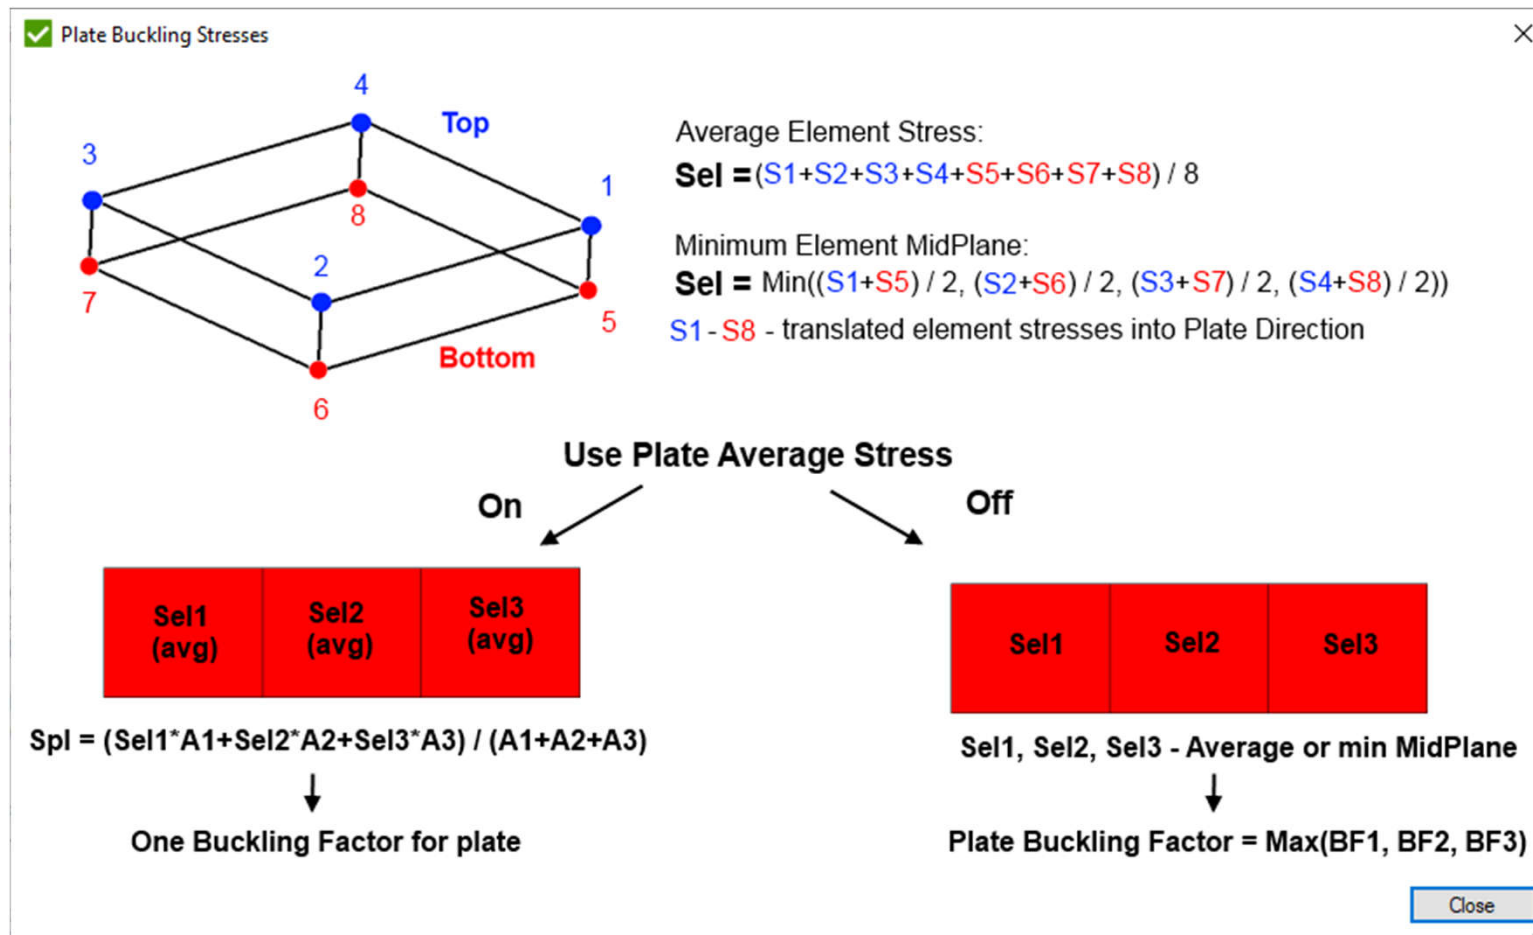 Plate Buckling Stresses
4
Top
3
1
8
2
7
5
Bottom
6
Average Element Stress:
Sel =(S1+S2+S3+S4+S5+S6+S7+S8) / 8
Minimum Element MidPlane:
Sel = Min((S1+S5) / 2, (S2+S6) / 2, (S3+S7) / 2, (S4+S8) / 2))
S1 - S8 - translated element stresses into Plate Direction
Use Plate Average Stress
On
Off
Sel1 (avg)
Sel2 (avg)
Sel3 (avg)
Spl = (Sel1*A1+Sel2*A2+Sel3*A3) / (A1+A2+A3)
One Buckling Factor for plate
Sel1
Sel2
Sel3
Sel1, Sel2, Sel3 - Average or min MidPlane
Plate Buckling Factor = Max(BF1, BF2, BF3)
Close